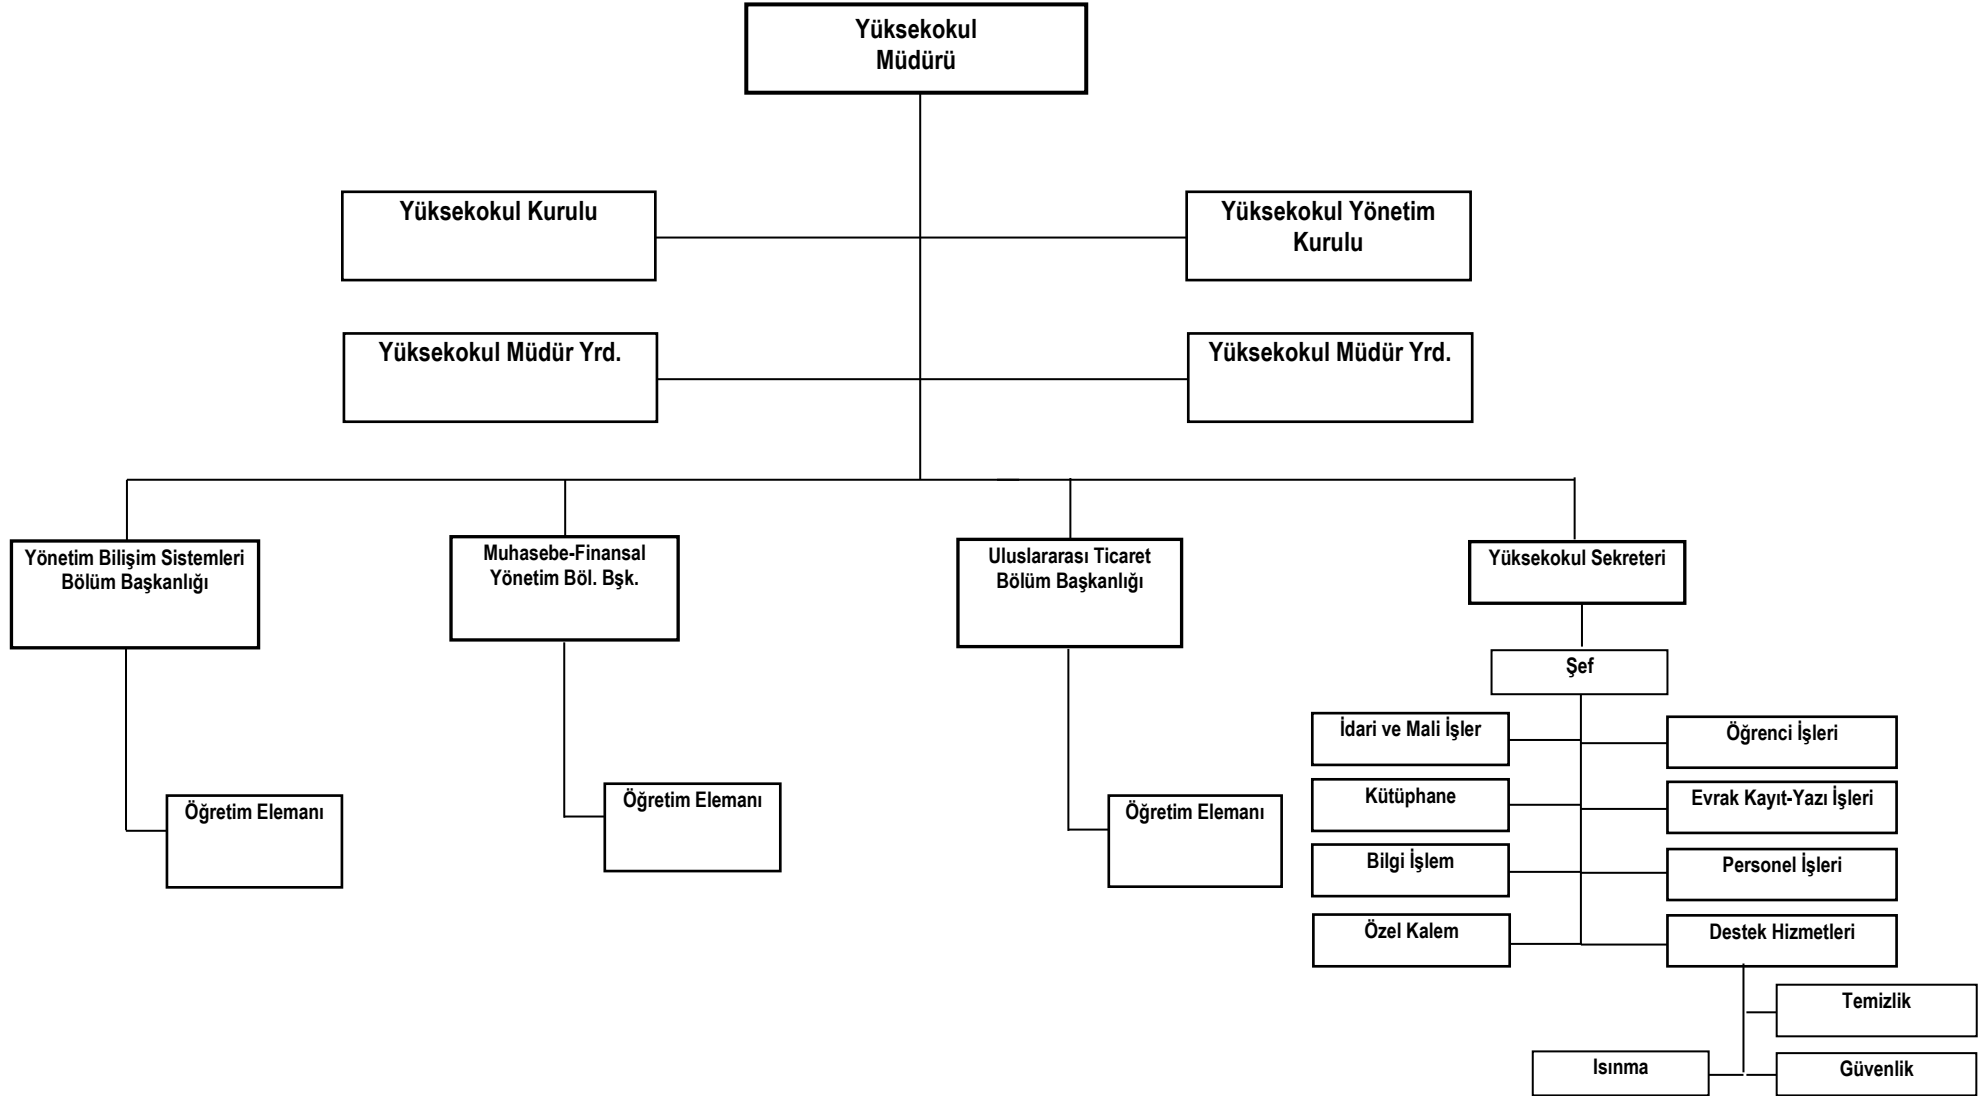 Yüksekokul
Müdürü
Yüksekokul Kurulu
Yüksekokul Yönetim
Kurulu
Yüksekokul Müdür Yrd.
Yüksekokul Müdür Yrd.
Yönetim Bilişim Sistemleri
Bölüm Başkanlığı
Muhasebe-Finansal
Yönetim Böl. Bşk.
Uluslararası Ticaret
Bölüm Başkanlığı
Yüksekokul Sekreteri
Şef
İdari ve Mali İşler
Öğrenci İşleri
Kütüphane
Evrak Kayıt-Yazı İşleri
Öğretim Elemanı
Öğretim Elemanı
Öğretim Elemanı
Bilgi İşlem
Personel İşleri
Özel Kalem
Destek Hizmetleri
Temizlik
Isınma
Güvenlik